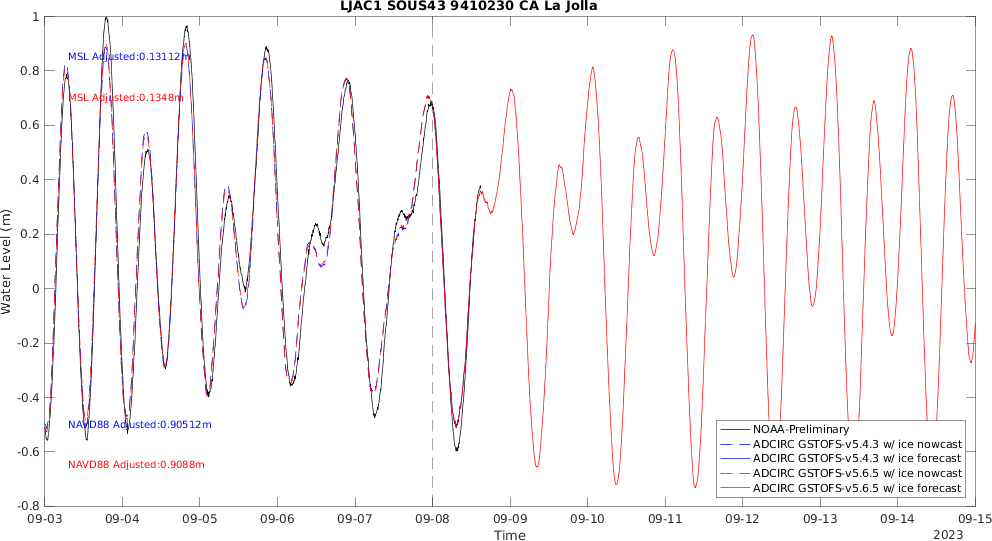 LJAC1 SOUS43 9410230 CA La Jolla
Water Level (m)
1
0.8
0.6
0.4
0.2
0
-0.2
-0.4
-0.6
-0.8
MSL Adjusted:0.13112m
MSL Adjusted:0.1348m
NAVD88 Adjusted:0.90512m
NAVD88 Adjusted:0.9088m
NOAA-Preliminary
ADCIRC GSTOFS-v5.4.3 w/ ice nowcast
ADCIRC GSTOFS-v5.4.3 w/ ice forecast
ADCIRC GSTOFS-v5.6.5 w/ ice nowcast
ADCIRC GSTOFS-v5.6.5 w/ ice forecast
09-03 09-04 09-05 09-06 09-07 09-08 09-09 09-10 09-11 09-12 09-13 09-14 09-15
Time
2023